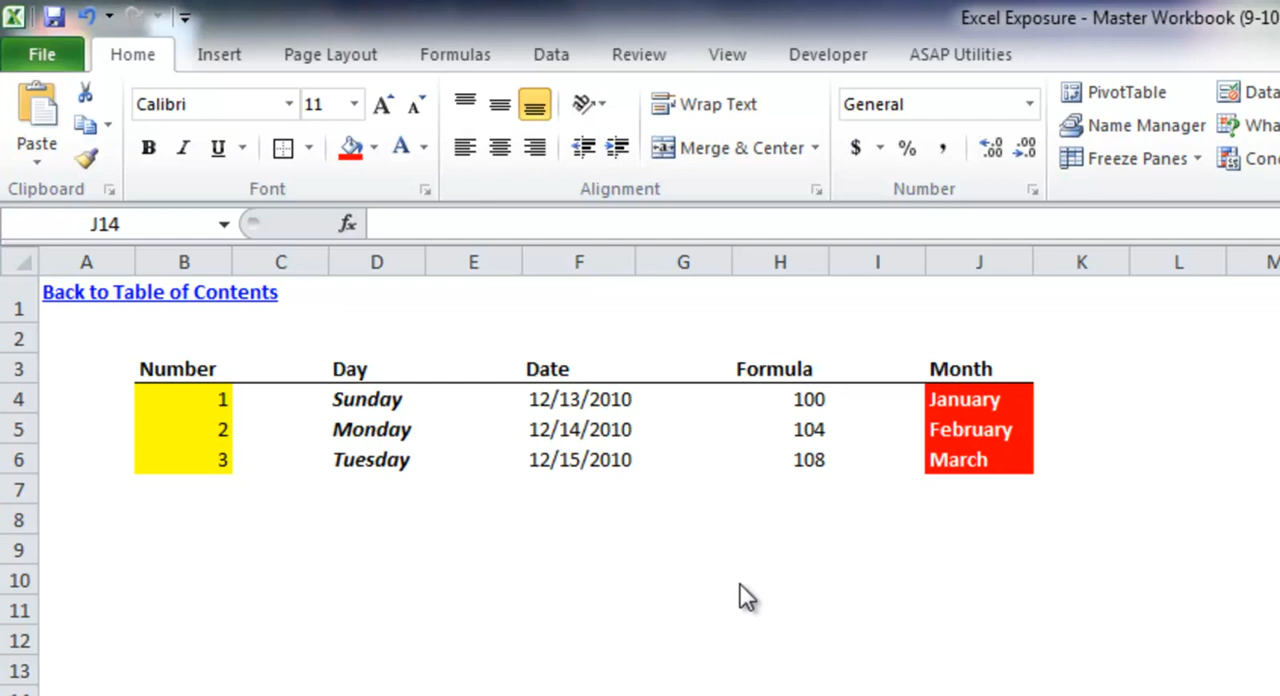 Excel Exposure - Master Workbook (9-10
File Home Insert Page Layout Formulas Data Review View Developer ASAP Utilities
Calibri 11 A A Wrap Text General PivotTable Data
Paste B I U A Merge & Center $ % , .00 .00 Name Manager Wha
Freeze Panes Con
Clipboard Font Alignment Number
J14 fx
A B C D E F G H I J K L M
1 Back to Table of Contents
2
3 Number Day Date Formula Month
4 1 Sunday 12/13/2010 100 January
5 2 Monday 12/14/2010 104 February
6 3 Tuesday 12/15/2010 108 March
7
8
9
10
11
12
13